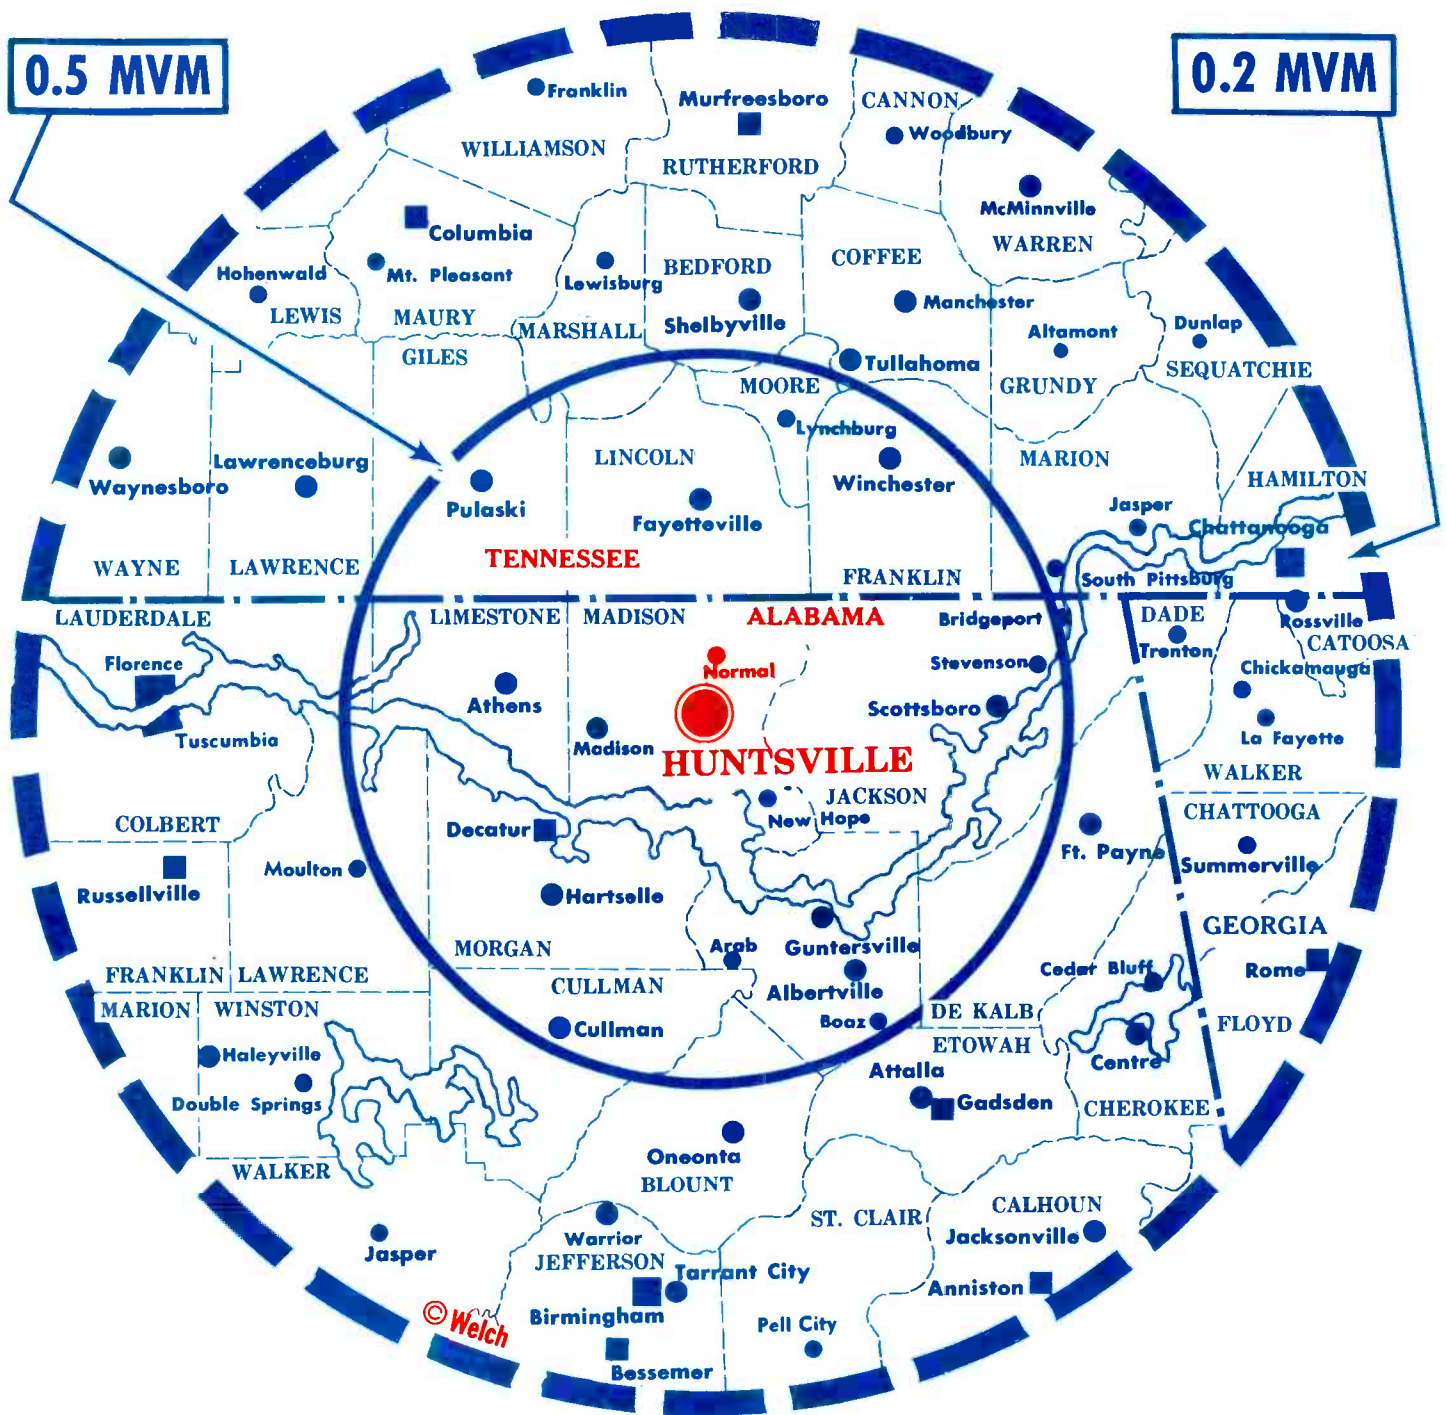 0.5 MVM
0.2 MVM
Franklin
Murfreesboro
CANNON
Woodbury
WILLIAMSON
RUTHERFORD
McMinnville
WARREN
Columbia
Hohenwald
Mt. Pleasant
Lewisburg
BEDFORD
COFFEE
LEWIS
MAURY
MARSHALL
Shelbyville
Manchester
Altamont
Dunlap
GILES
Tullahoma
SEQUATCHIE
MOORE
GRUNDY
Lynchburg
Lawrenceburg
LINCOLN
MARION
Waynesboro
Winchester
HAMILTON
Pulaski
Fayetteville
Jasper
Chattanooga
TENNESSEE
WAYNE
LAWRENCE
FRANKLIN
South Pittsburg
LAUDERDALE
LIMESTONE
MADISON
ALABAMA
Bridgeport
DADE
Rossville
CATOOSA
Florence
Normal
Stevenson
Trenton
Chickamauga
Athens
Scottsboro
Tuscumbia
Madison
La Fayette
HUNTSVILLE
WALKER
JACKSON
CHATTOOGA
COLBERT
Decatur
New Hope
Ft. Payne
Summerville
Moulton
Russellville
Hartselle
GEORGIA
MORGAN
Arab
Guntersville
FRANKLIN
LAWRENCE
Cedar Bluff
Rome
CULLMAN
Albertville
MARION
WINSTON
DE KALB
Boaz
FLOYD
Cullman
ETOWAH
Haleyville
Centre
Attalla
Double Springs
Gadsden
CHEROKEE
Oneonta
WALKER
BLOUNT
CALHOUN
ST. CLAIR
Jacksonville
Warrior
Jasper
JEFFERSON
Tarrant City
Anniston
Birmingham
© Welch
Pell City
Bessemer